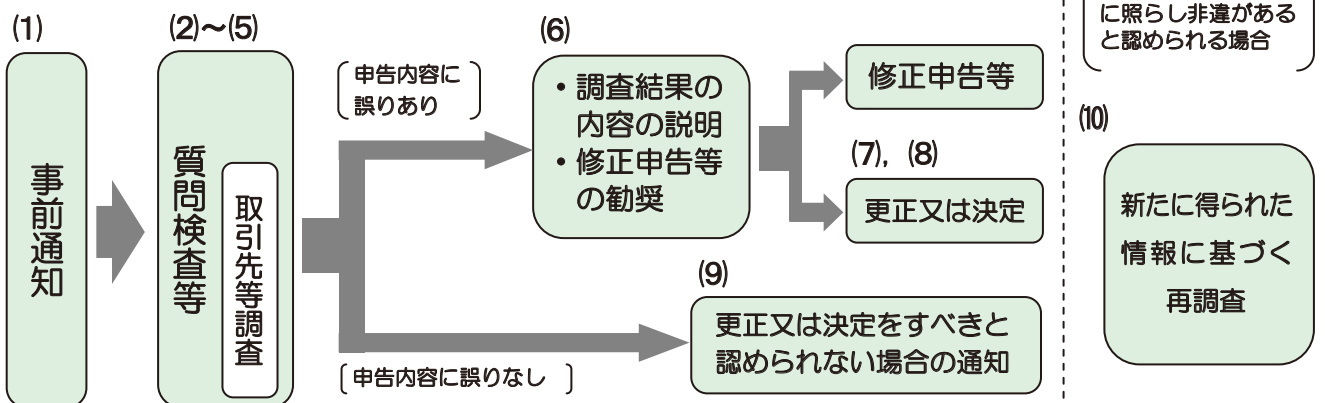 (1)
事前通知
(2)～(5)
質問検査等
取引先等調査
申告内容に
誤りあり
(6)
・調査結果の
内容の説明
・修正申告等
の勧奨
修正申告等
(7)，(8)
更正又は決定
申告内容に誤りなし
(9)
更正又は決定をすべきと
認められない場合の通知
に照らし非違がある
と認められる場合
(10)
新たに得られた
情報に基づく
再調査